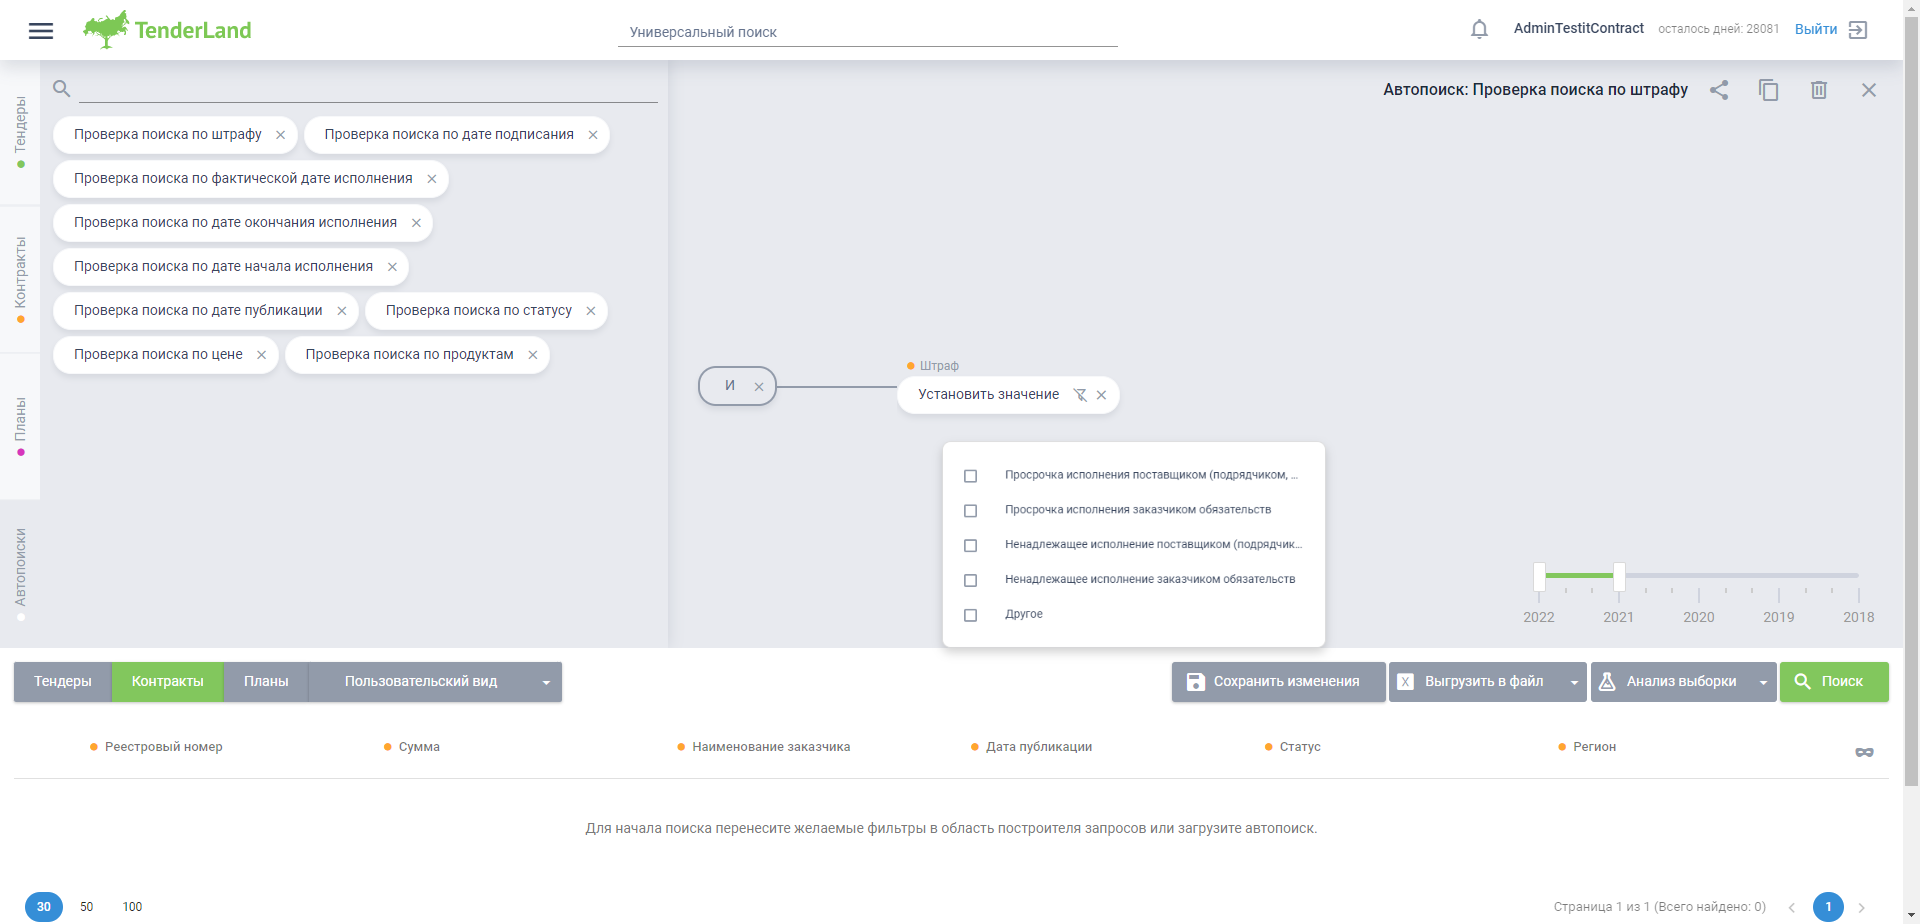 TenderLand
Универсальный поиск
AdminTestitContract
осталось дней: 28081
Выйти
Тендеры
Контракты
Планы
Автопоиски
Проверка поиска по штрафу
Проверка поиска по дате подписания
Проверка поиска по фактической дате исполнения
Проверка поиска по дате окончания исполнения
Проверка поиска по дате начала исполнения
Проверка поиска по дате публикации
Проверка поиска по статусу
Проверка поиска по цене
Проверка поиска по продуктам
Автопоиск: Проверка поиска по штрафу
И
Штраф
Установить значение
Просрочка исполнения поставщиком (подрядчиком, ...
Просрочка исполнения заказчиком обязательств
Ненадлежащее исполнение поставщиком (подрядчик...
Ненадлежащее исполнение заказчиком обязательств
Другое
2022 2021 2020 2019 2018
Тендеры Контракты Планы Пользовательский вид
Сохранить изменения
X Выгрузить в файл
Анализ выборки
Поиск
Реестровый номер Сумма Наименование заказчика Дата публикации Статус Регион
Для начала поиска перенесите желаемые фильтры в область построителя запросов или загрузите автопоиск.
30 50 100
Страница 1 из 1 (Всего найдено: 0) 1